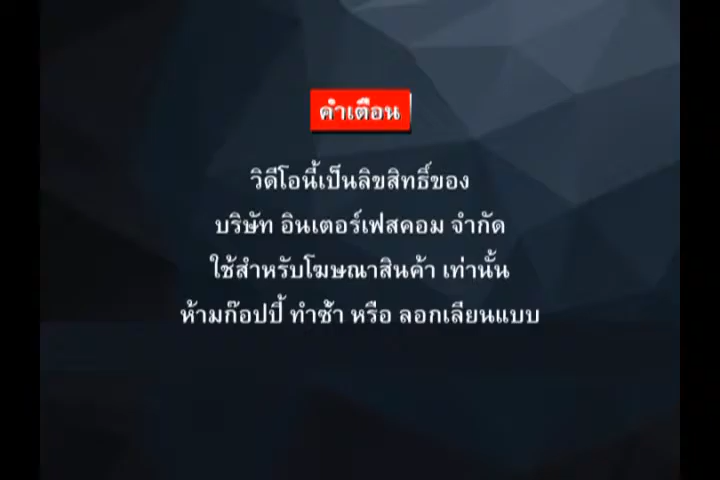 คำเตือน
วิดีโอนี้เป็นลิขสิทธิ์ของ
บริษัท อินเตอร์เฟสคอม จำกัด
ใช้สำหรับโฆษณาสินค้า เท่านั้น
ห้ามก๊อปปี้ ทำซ้ำ หรือ ลอกเลียนแบบ